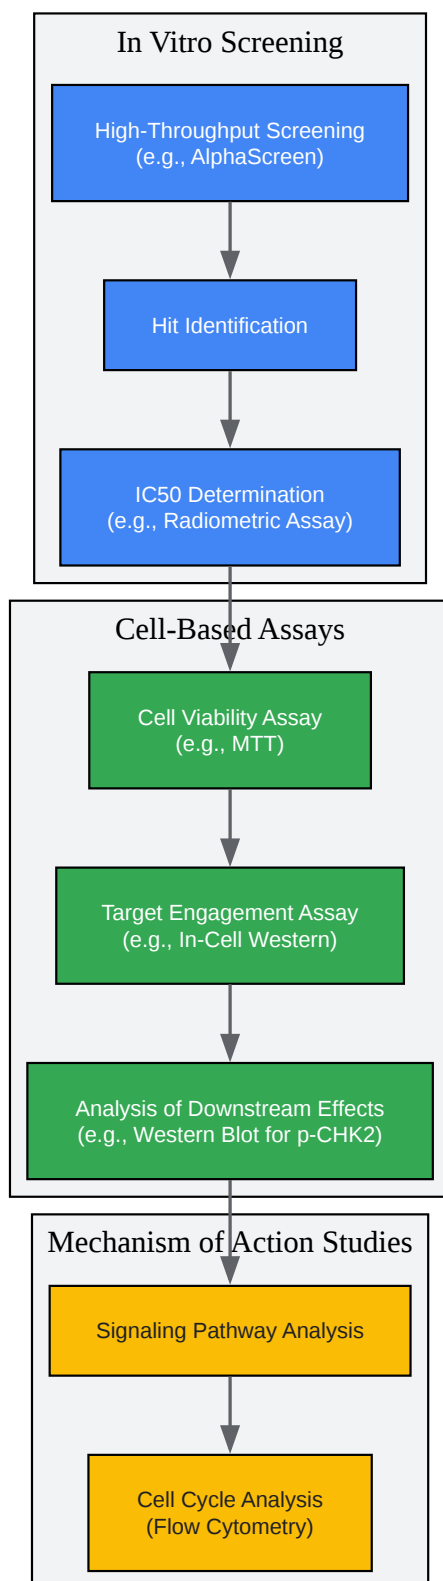 In Vitro Screening
High-Throughput Screening
(e.g., AlphaScreen)
Hit Identification
IC50 Determination
(e.g., Radiometric Assay)
Cell-Based Assays
Cell Viability Assay
(e.g., MTT)
Target Engagement Assay
(e.g., In-Cell Western)
Analysis of Downstream Effects
(e.g., Western Blot for p-CHK2)
Mechanism of Action Studies
Signaling Pathway Analysis
Cell Cycle Analysis
(Flow Cytometry)